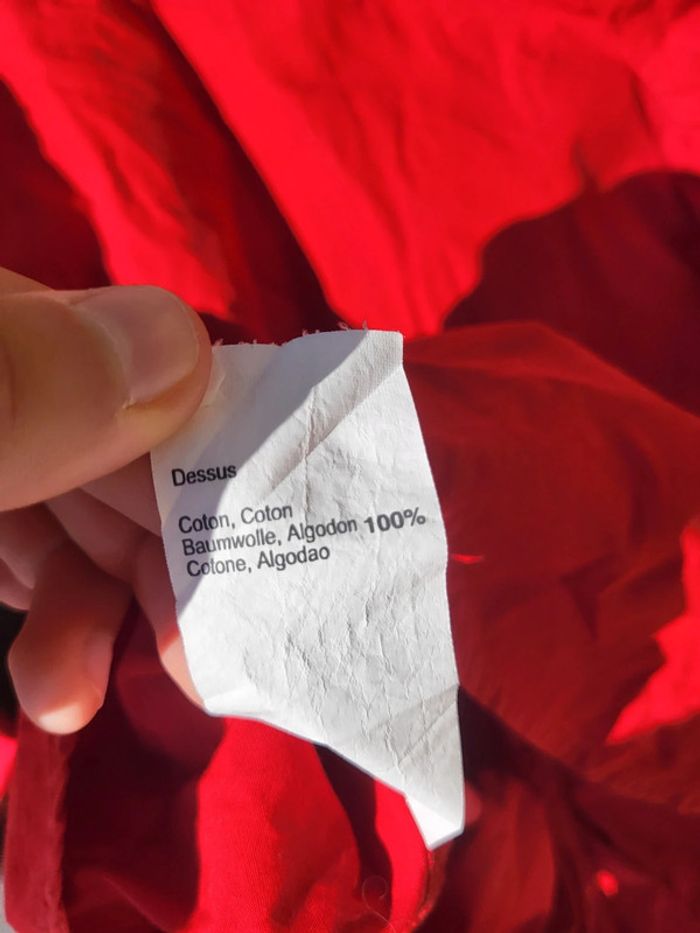 Dessus
Coton, Coton
Baumwolle, Algodon 100%
Cotone, Algodao